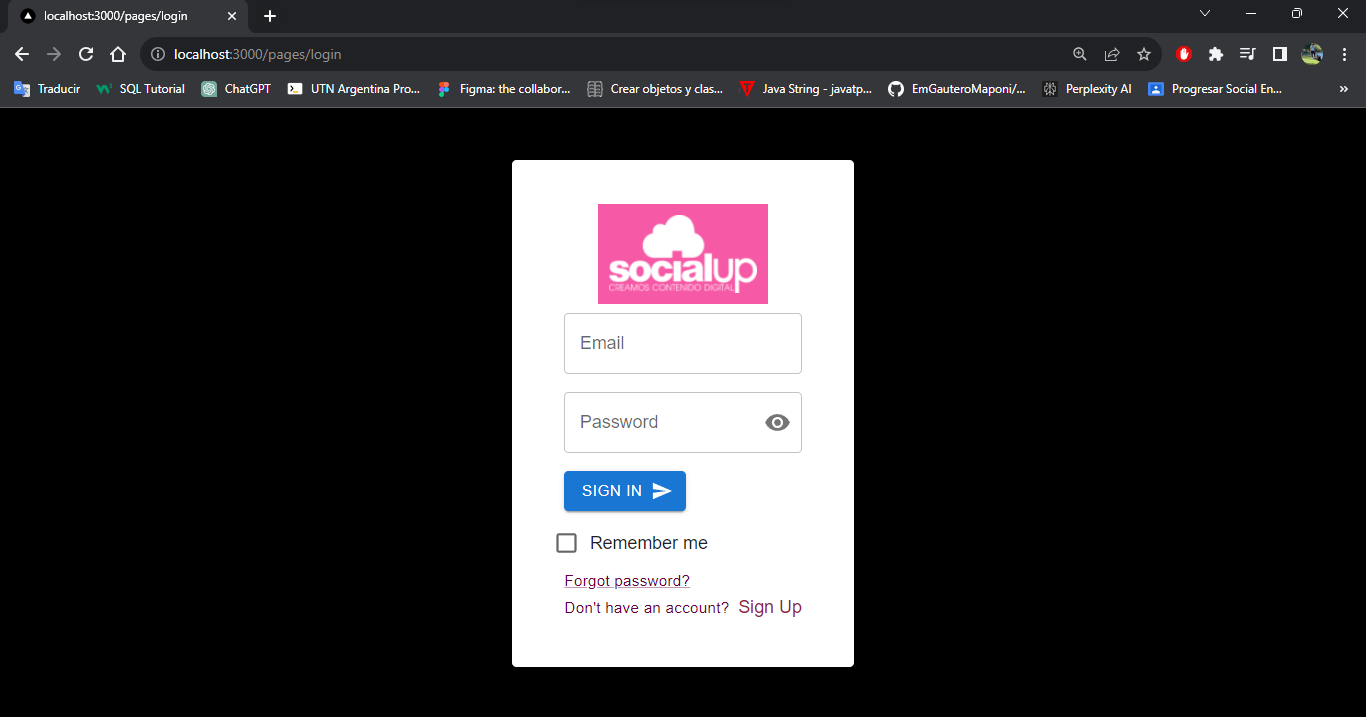 localhost:3000/pages/login
localhost:3000/pages/login
Traducir
SQL Tutorial
ChatGPT
UTN Argentina Pro...
Figma: the collabor...
Crear objetos y clas...
Java String - javatp...
EmGauteroMaponi/...
Perplexity AI
Progresar Social En...
»
socialup
CREAMOS CONTENIDO DIGITAL
Email
Password
SIGN IN
Remember me
Forgot password?
Don't have an account? Sign Up